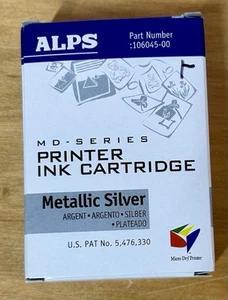 ALPS
Part Number
:106045-00
MD-SERIES
PRINTER
INK CARTRIDGE
Metallic Silver
ARGENT • ARGENTO • SILBER
• PLATEADO
U.S. PAT No. 5,476,330
Micro Dry Printer